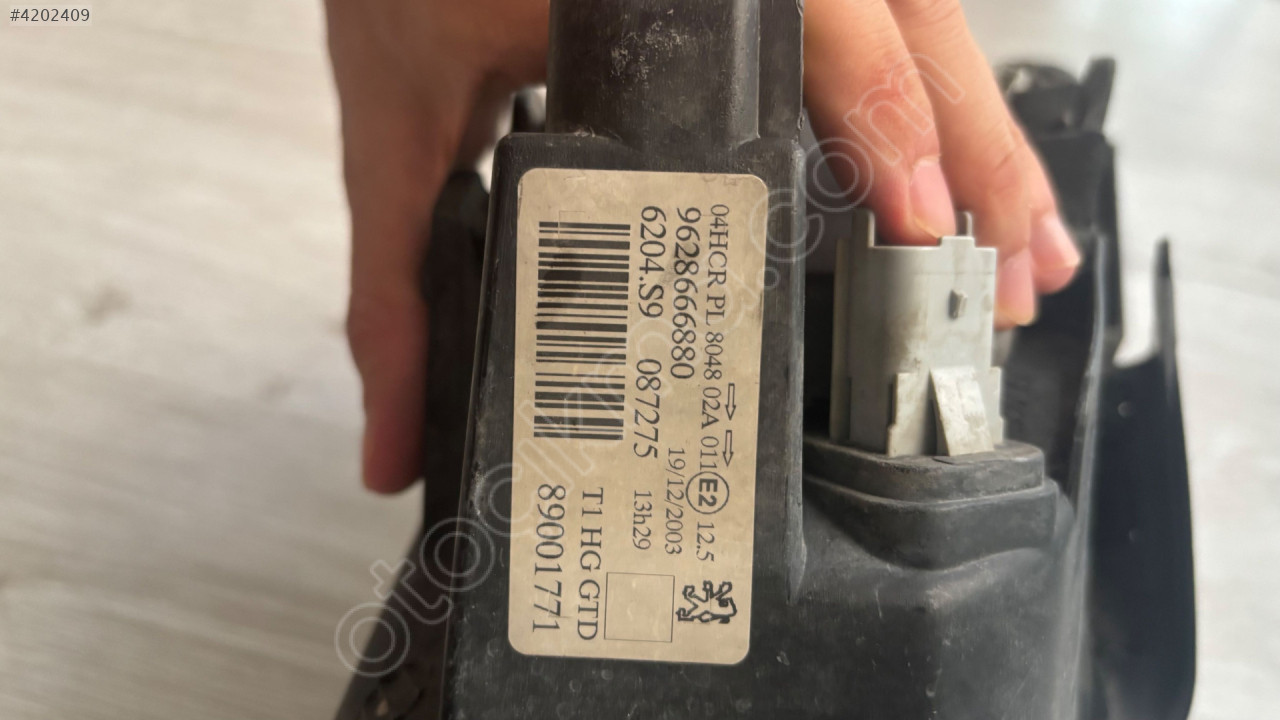 #4202409
04HCR PL 8048 02A 011 E2 12.5
9628666880 19/12/2003
6204.S9 087275 13h29
T1 HG GTD
89001771
otocikma.com